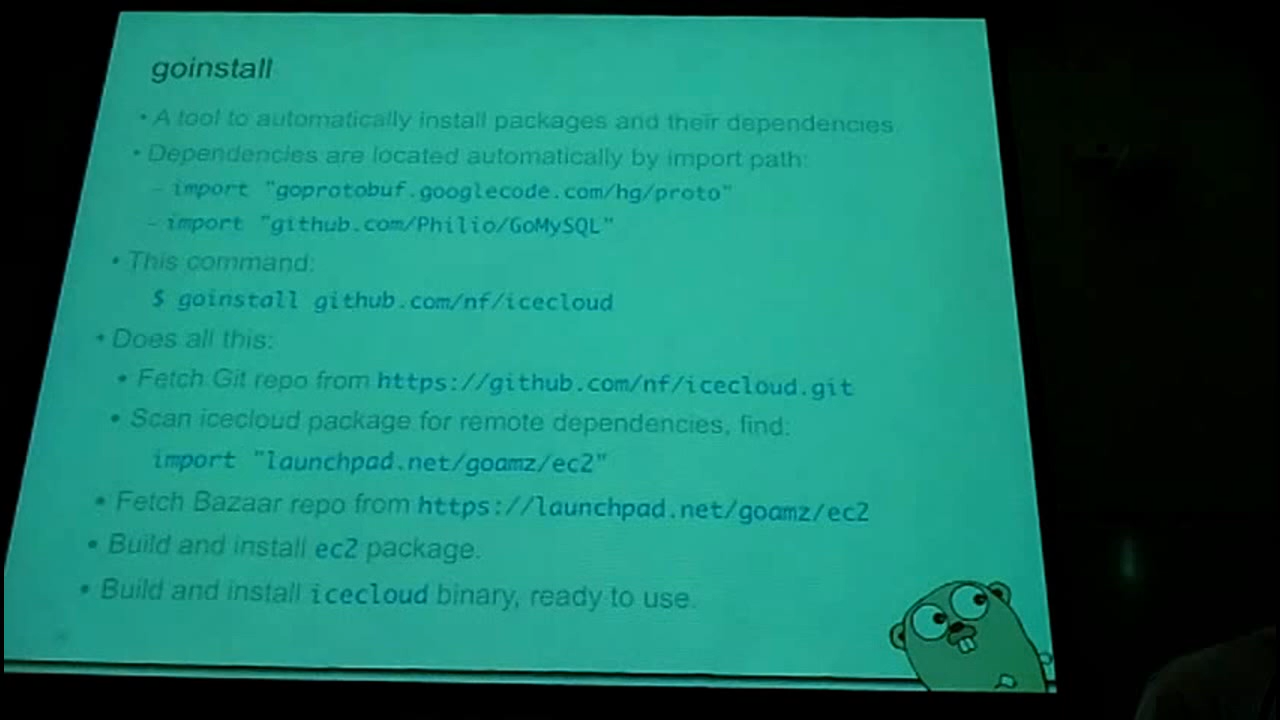 goinstall
• A tool to automatically install packages and their dependencies.
• Dependencies are located automatically by import path:
– import "goprotobuf.googlecode.com/hg/proto"
– import "github.com/Philio/GoMySQL"
• This command:
$ goinstall github.com/nf/icecloud
• Does all this:
• Fetch Git repo from https://github.com/nf/icecloud.git
• Scan icecloud package for remote dependencies, find:
import "launchpad.net/goamz/ec2"
• Fetch Bazaar repo from https://launchpad.net/goamz/ec2
• Build and install ec2 package.
• Build and install icecloud binary, ready to use.